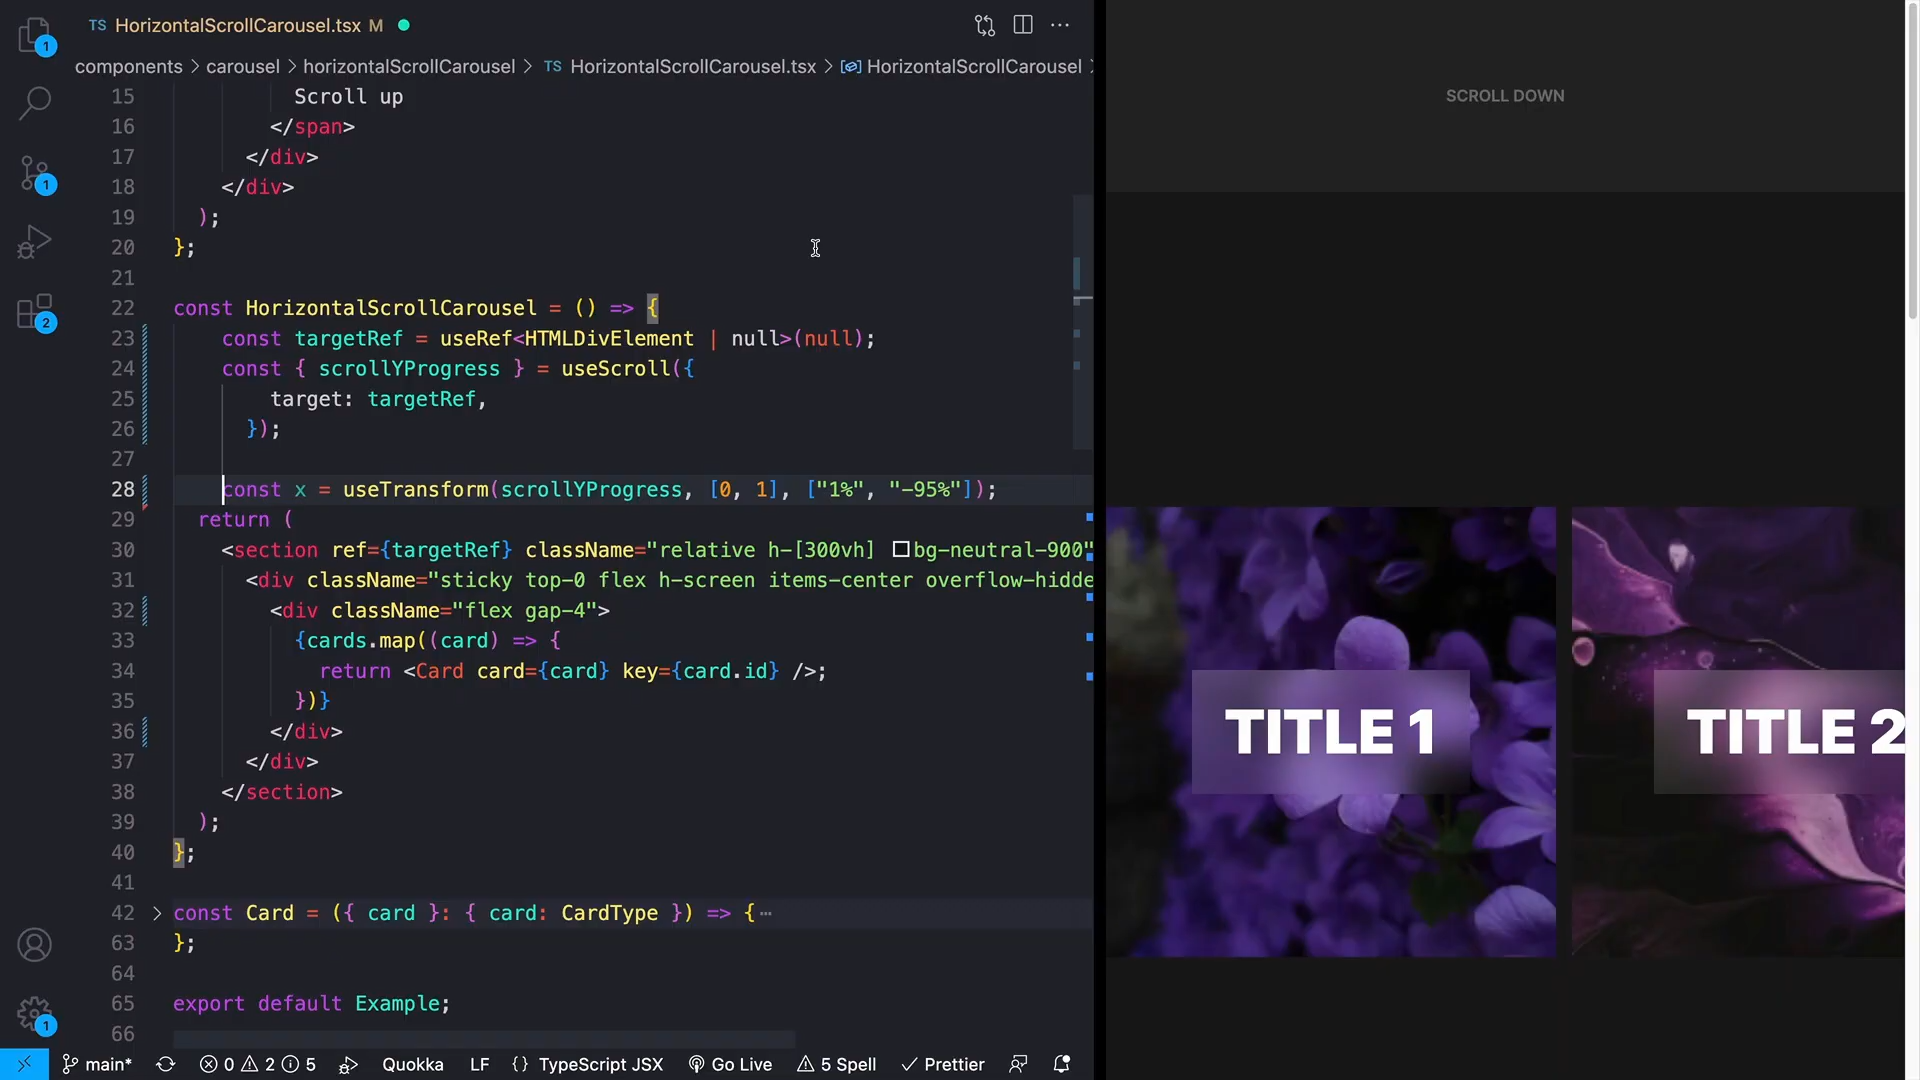 TS HorizontalScrollCarousel.tsx M
components > carousel > horizontalScrollCarousel > TS HorizontalScrollCarousel.tsx > HorizontalScrollCarousel >
15 Scroll up
16 </span>
17 </div>
18 </div>
19 );
20 };
21
22 const HorizontalScrollCarousel = () => {
23 const targetRef = useRef<HTMLDivElement | null>(null);
24 const { scrollYProgress } = useScroll({
25 target: targetRef,
26 });
27
28 const x = useTransform(scrollYProgress, [0, 1], ["1%", "-95%"]);
29 return (
30 <section ref={targetRef} className="relative h-[300vh] bg-neutral-900"
31 <div className="sticky top-0 flex h-screen items-center overflow-hidde
32 <div className="flex gap-4">
33 {cards.map((card) => {
34 return <Card card={card} key={card.id} />;
35 })}
36 </div>
37 </div>
38 </section>
39 );
40 };
41
42 const Card = ({ card }: { card: CardType }) => {⋯
63 };
64
65 export default Example;
66
1
1
2
1
main* 0 2 5 Quokka LF {} TypeScript JSX Go Live 5 Spell Prettier
SCROLL DOWN
TITLE 1
TITLE 2